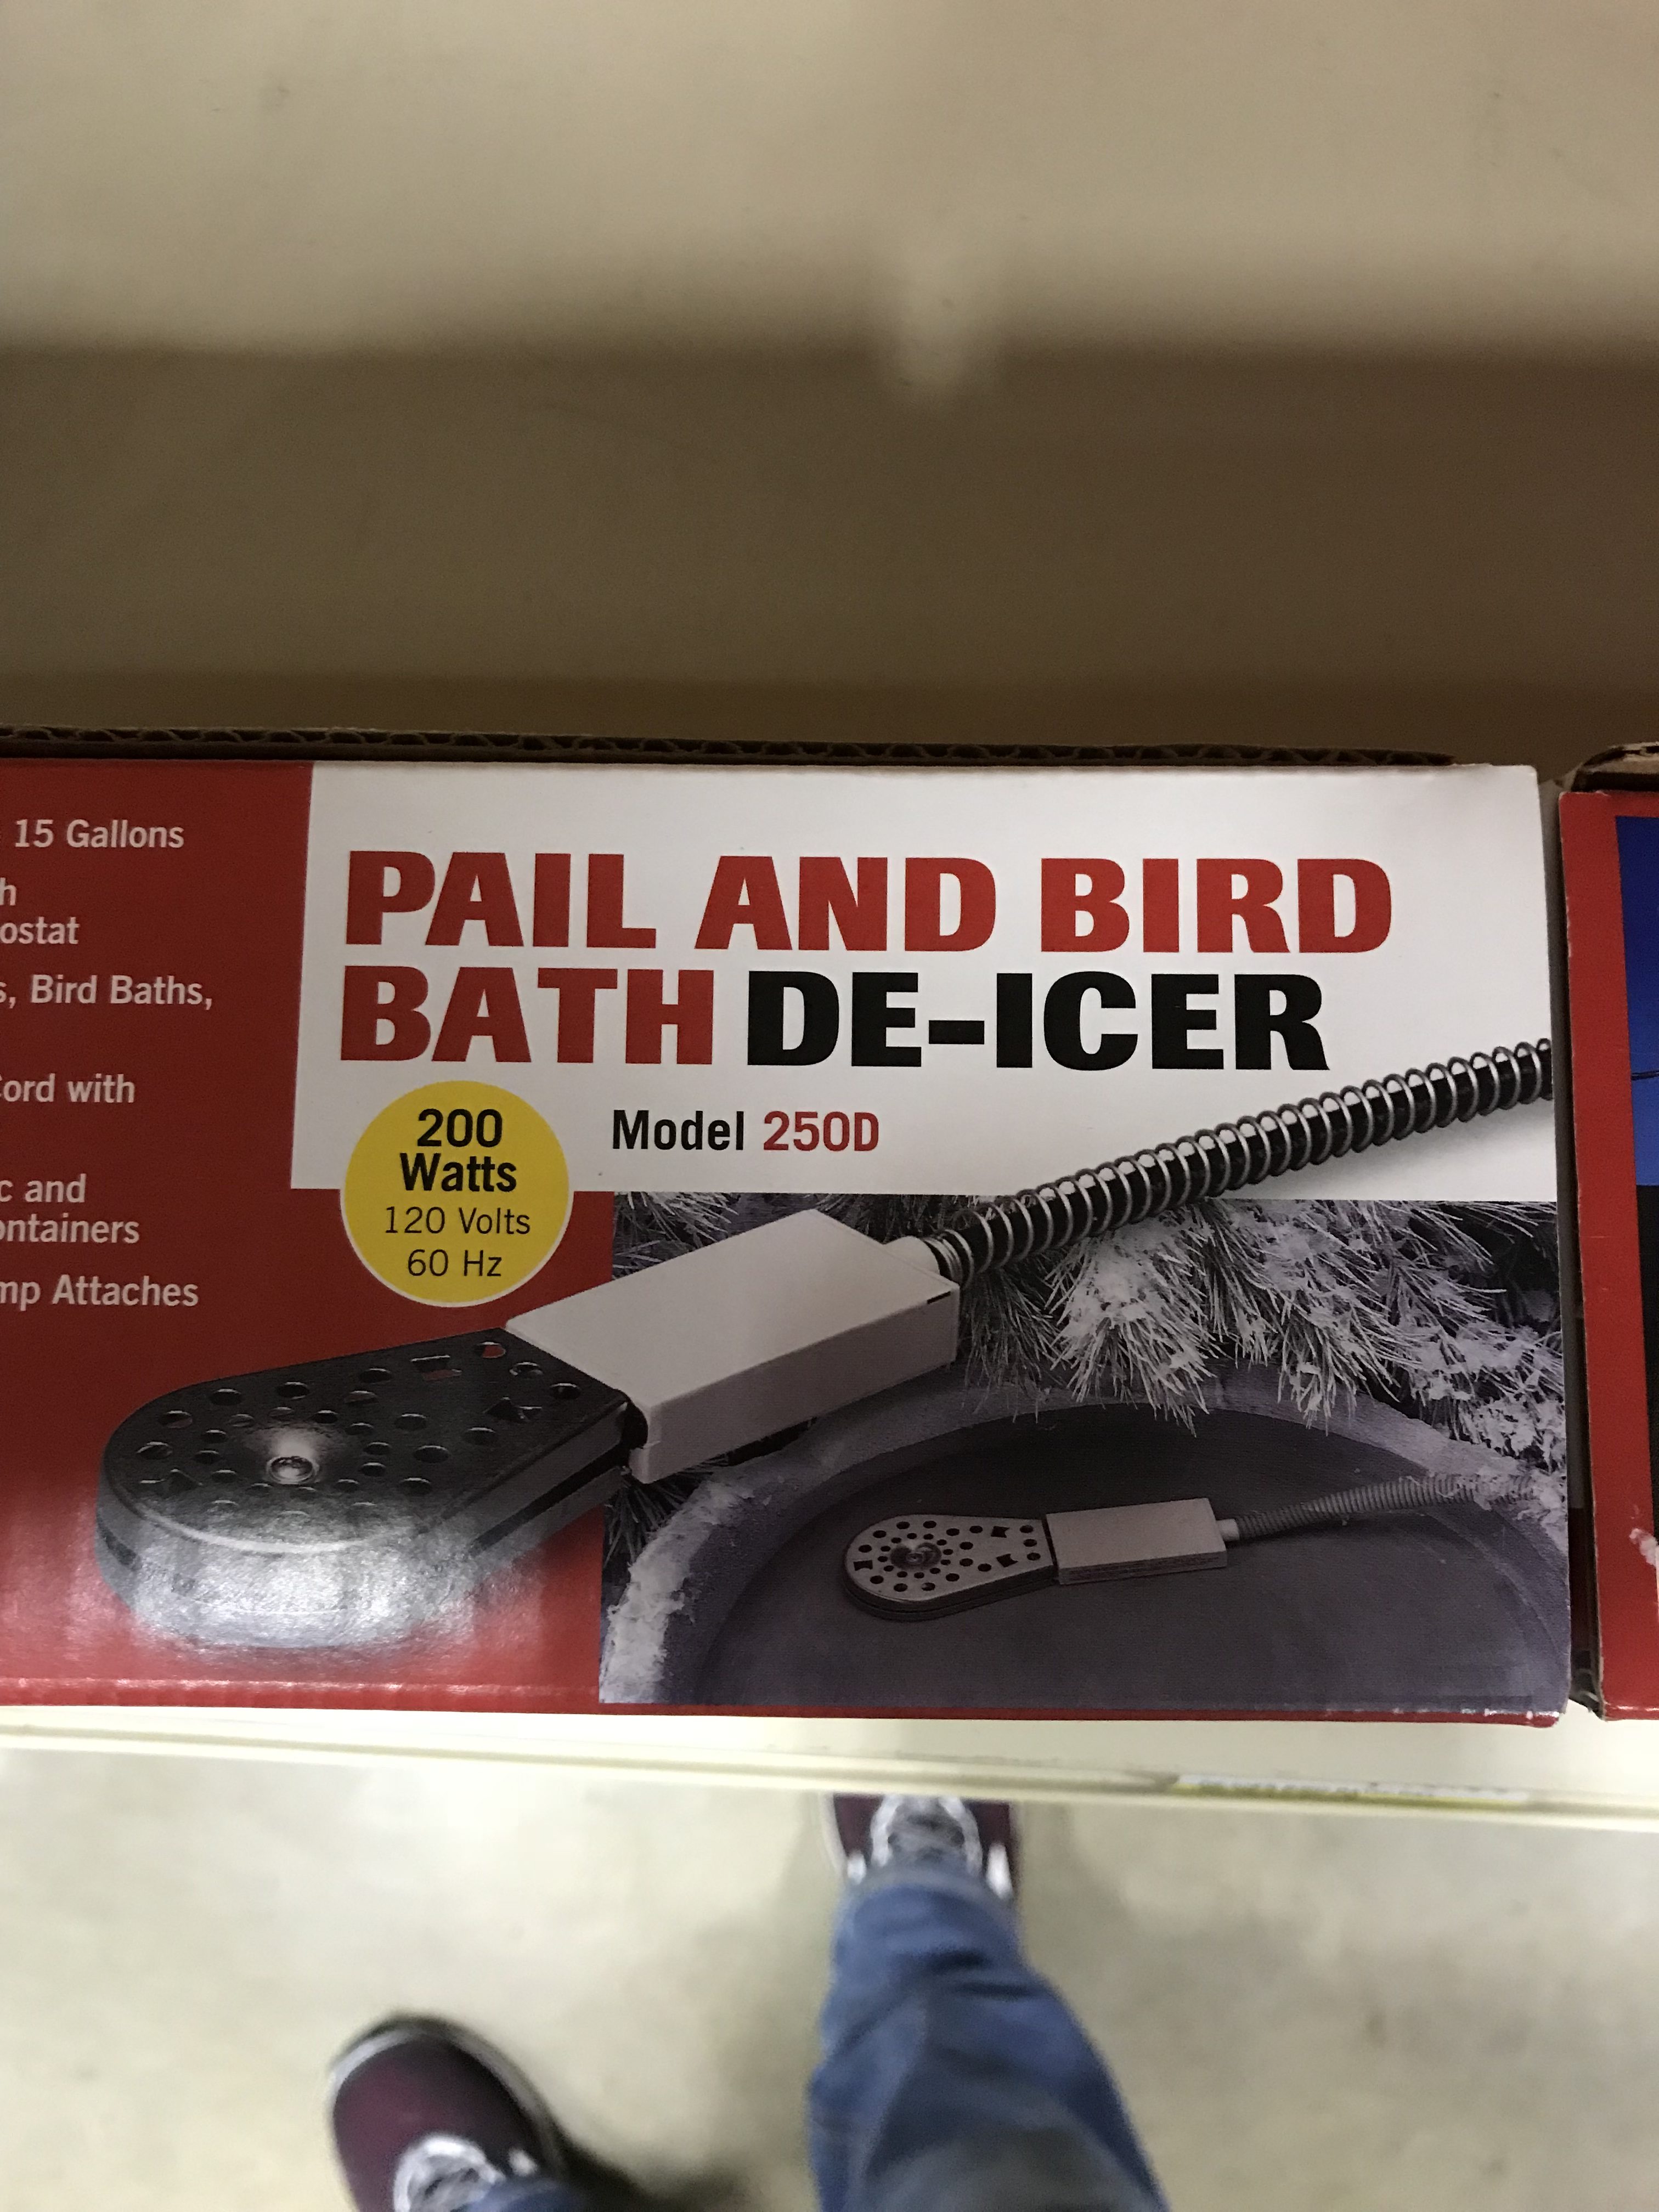 15 Gallons
h
ostat
s, Bird Baths,
ord with
c and
ontainers
mp Attaches
PAIL AND BIRD
BATH DE-ICER
Model 250D
200
Watts
120 Volts
60 Hz